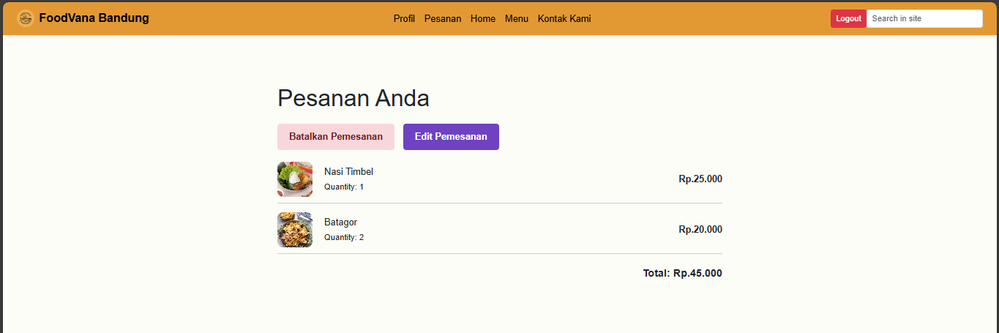 FoodVana Bandung
Profil Pesanan Home Menu Kontak Kami
Logout Search in site
Pesanan Anda
Batalkan Pemesanan Edit Pemesanan
Nasi Timbel
Quantity: 1
Rp.25.000
Batagor
Quantity: 2
Rp.20.000
Total: Rp.45.000